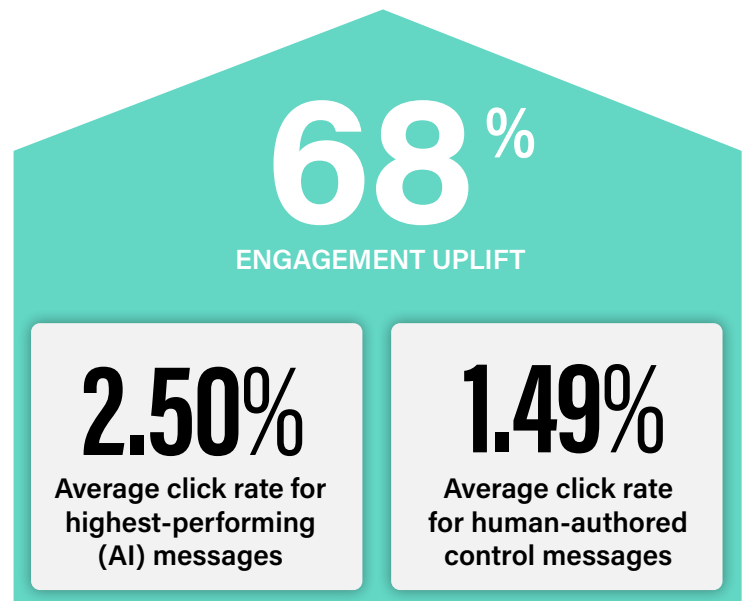 68%
ENGAGEMENT UPLIFT
2.50%
Average click rate for
highest-performing
(AI) messages
1.49%
Average click rate
for human-authored
control messages